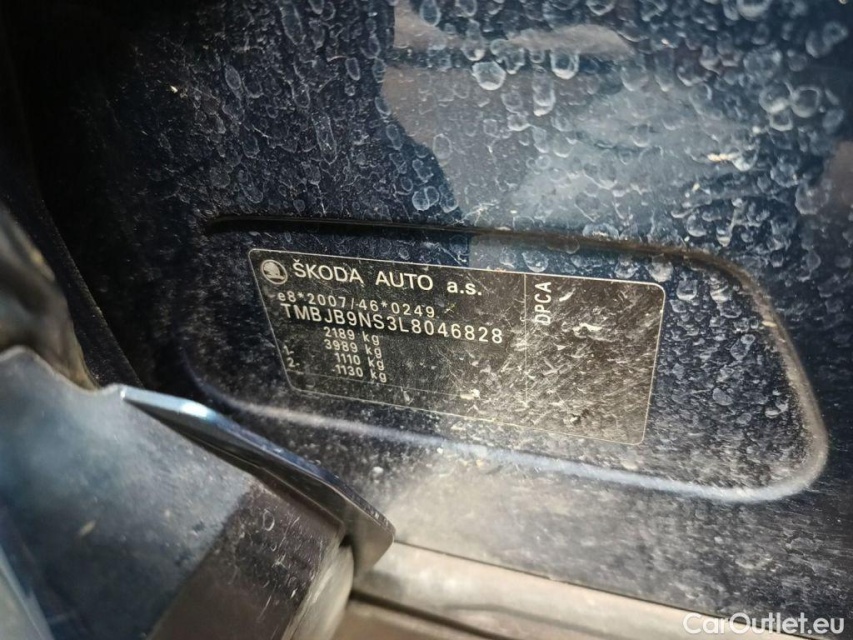 ŠKODA AUTO a.s.
e8*2007/46*0249
TMBJB9NS3L8046828
2189 kg
3989 kg
1- 1110 kg
2- 1130 kg
DPCA
CarOutlet.eu